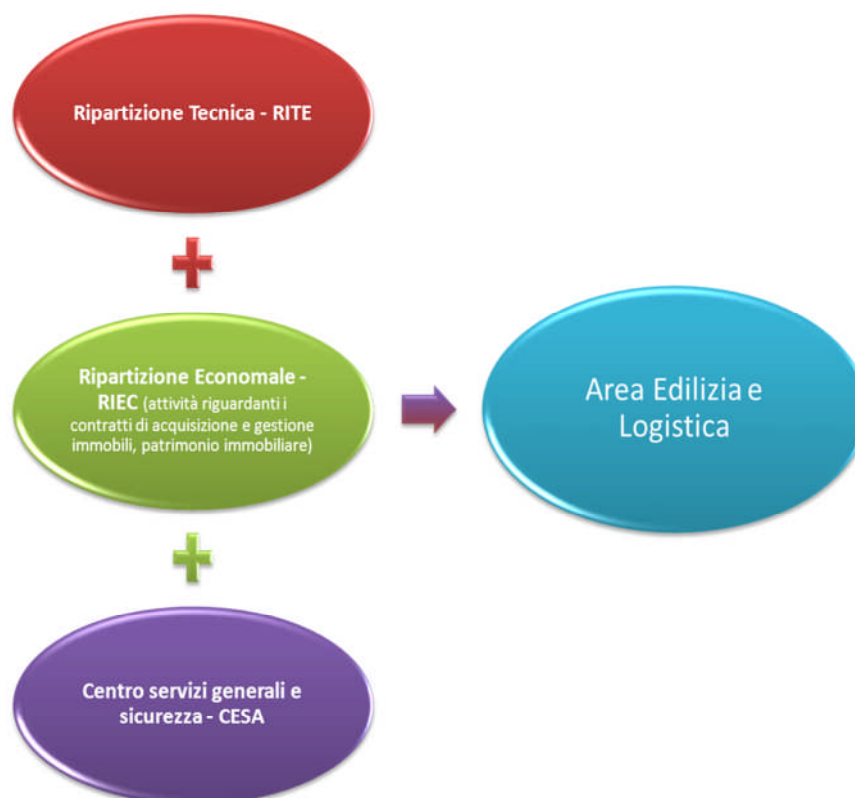 Ripartizione Tecnica - RITE
Ripartizione Economale -
RIEC (attività riguardanti i
contratti di acquisizione e gestione
immobili, patrimonio immobiliare)
Area Edilizia e
Logistica
Centro servizi generali e
sicurezza - CESA